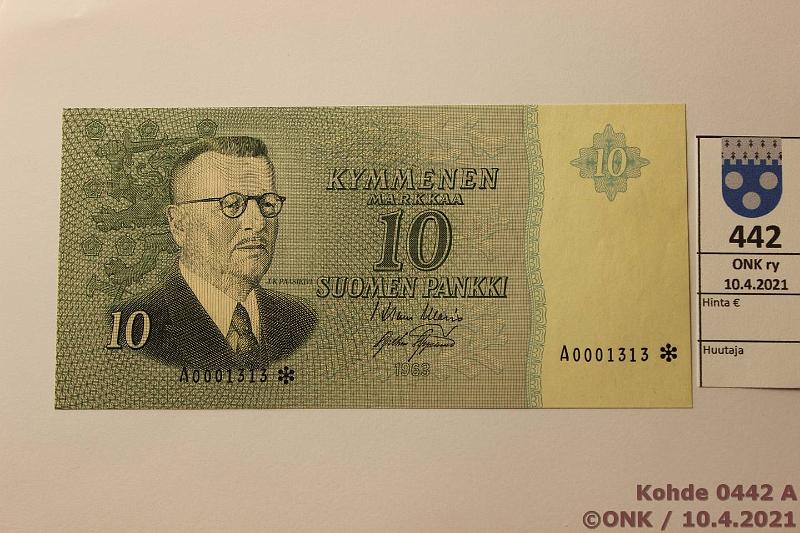 KYMMENEN
MARKKAA
10
10
J.K.PAASIKIVI
SUOMEN PANKKI
10
A0001313 *
1963
A0001313 *
442
ONK ry
10.4.2021
Hinta €
Huutaja
Kohde 0442 A
©ONK / 10.4.2021